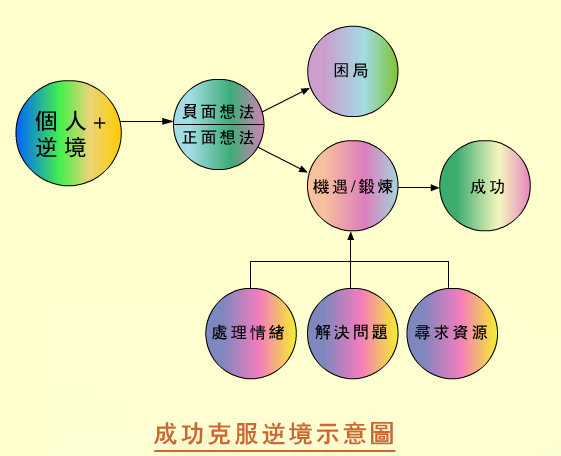 個人+
逆境
負面想法
正面想法
困局
機遇/鍛煉
成功
處理情緒
解決問題
尋求資源
成功克服逆境示意圖